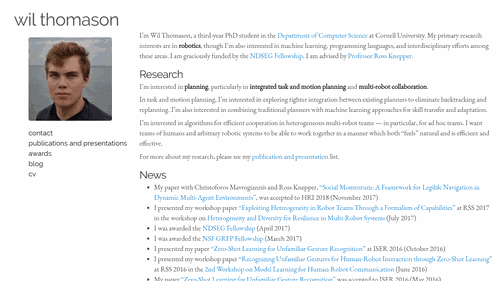 wil thomason
I'm Wil Thomason, a third-year PhD student in the Department of Computer Science at Cornell University. My primary research
interests are in robotics, though I'm also interested in machine learning, programming languages, and interdisciplinary efforts among
these areas. I am graciously funded by the NDSEG Fellowship. I am advised by Professor Ross Knepper.
contact
publications and presentations
awards
blog
cv
Research
I'm interested in planning, particularly in integrated task and motion planning and multi-robot collaboration.
In task and motion planning, I'm interested in exploring tighter integration between existing planners to eliminate backtracking and
replanning. I'm also interested in combining traditional planners with machine learning approaches for skill transfer and adaptation.
I'm interested in algorithms for efficient cooperation in heterogeneous multi-robot teams — in particular, for ad hoc teams. I want
teams of humans and arbitrary robotic systems to be able to work together in a manner which both "feels" natural and is efficient and
effective.
For more about my research, please see my publication and presentation list.
News
• My paper with Christoforos Mavrogiannis and Ross Knepper, "Social Momentum: A Framework for Legible Navigation in
Dynamic Multi-Agent Environments", was accepted to HRI 2018 (November 2017)
• I presented my workshop paper "Exploiting Heterogeneity in Robot Teams Through a Formalism of Capabilities" at RSS 2017
in the workshop on Heterogeneity and Diversity for Resilience in Multi-Robot Systems (July 2017)
• I was awarded the NDSEG Fellowship (April 2017)
• I was awarded the NSF GRFP Fellowship (March 2017)
• I presented my paper "Zero-Shot Learning for Unfamiliar Gesture Recognition" at ISER 2016 (October 2016)
• I presented my workshop paper "Recognizing Unfamiliar Gestures for Human-Robot Interaction through Zero-Shot Learning"
at RSS 2016 in the 2nd Workshop on Model Learning for Human-Robot Communication (June 2016)
• My paper "Zero-Shot Learning for Unfamiliar Gesture Recognition" was accepted to ISER 2016 (May 2016)